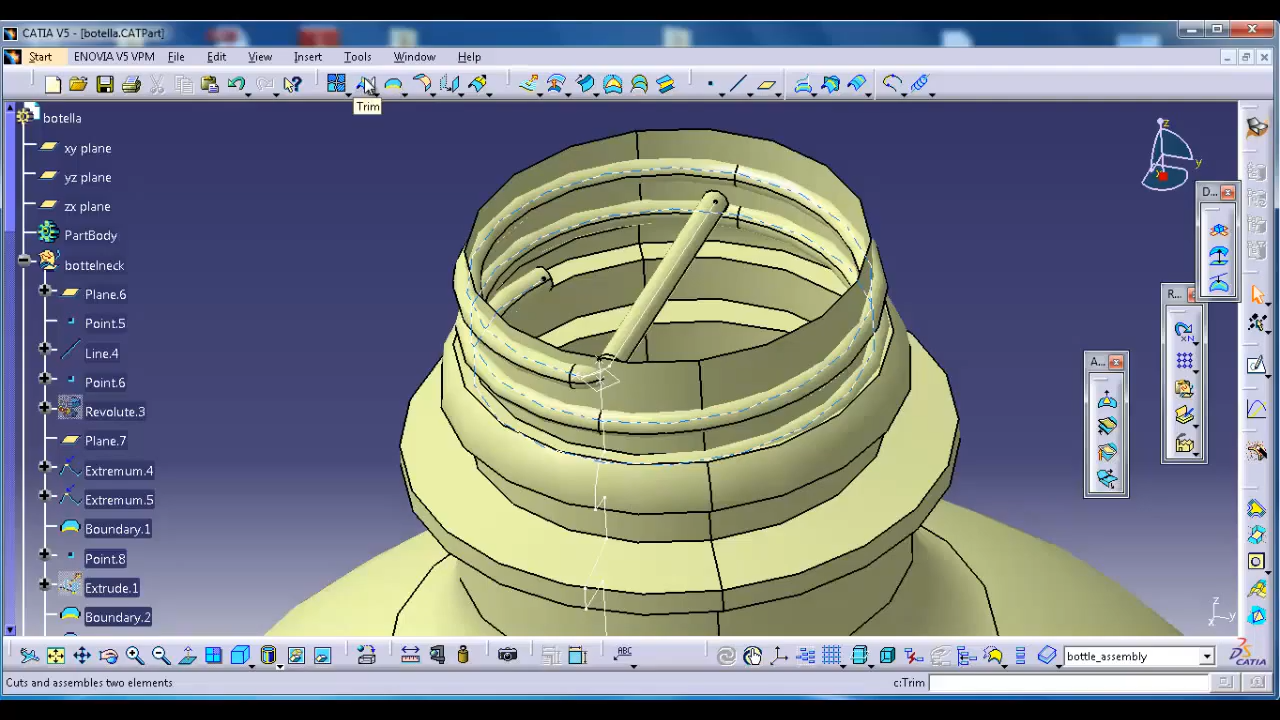 CATIA V5 - [botella.CATPart]
Start ENOVIA V5 VPM File Edit View Insert Tools Window Help
Trim
botella
xy plane
yz plane
zx plane
PartBody
bottelneck
Plane.6
Point.5
Line.4
Point.6
Revolute.3
Plane.7
Extremum.4
Extremum.5
Boundary.1
Point.8
Extrude.1
Boundary.2
z
y
D...
R...
A...
z
y
x
ABC
bottle_assembly
CATIA
Cuts and assembles two elements
c:Trim